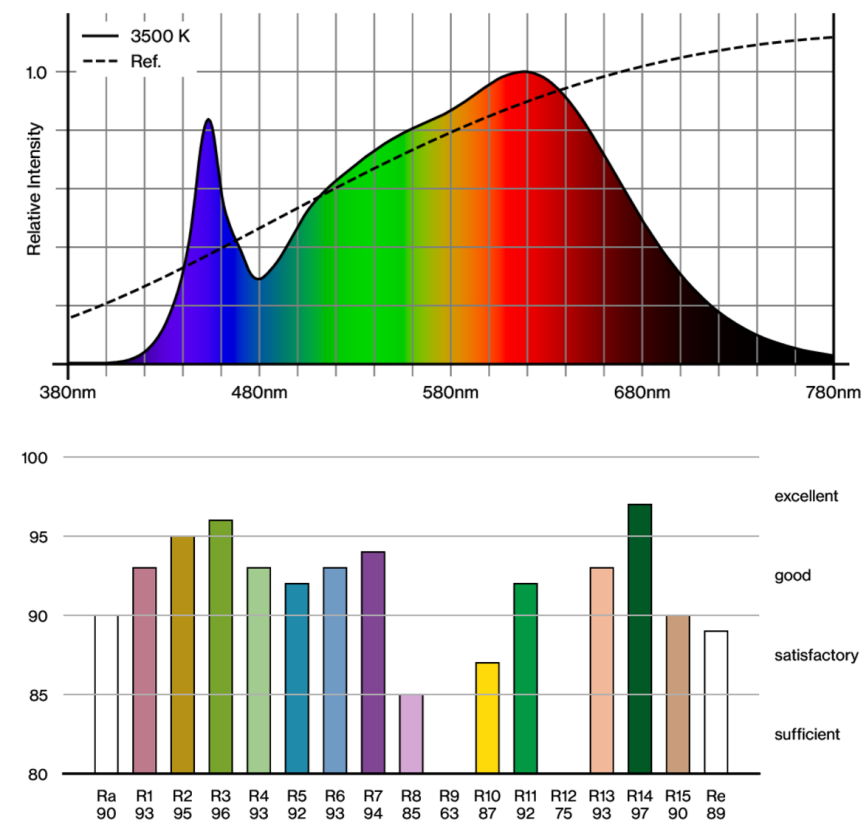 3500 K
Ref.
1.0
Relative Intensity
380nm 480nm 580nm 680nm 780nm
100
excellent
95
good
90
satisfactory
85
sufficient
80
Ra R1 R2 R3 R4 R5 R6 R7 R8 R9 R10 R11 R12 R13 R14 R15 Re
90 93 95 96 93 92 93 94 85 63 87 92 75 93 97 90 89